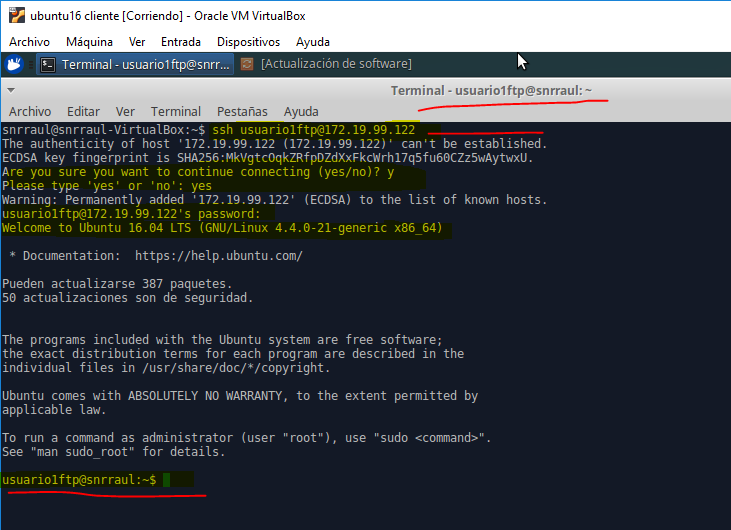 ubuntu16 cliente [Corriendo] - Oracle VM VirtualBox
Archivo Máquina Ver Entrada Dispositivos Ayuda
Terminal - usuario1ftp@snrr... [Actualización de software]
Terminal - usuario1ftp@snrraul: ~
Archivo Editar Ver Terminal Pestañas Ayuda
snrraul@snrraul-VirtualBox:~$ ssh usuario1ftp@172.19.99.122
The authenticity of host '172.19.99.122 (172.19.99.122)' can't be established.
ECDSA key fingerprint is SHA256:MkVgtcOqkZRfpDZdXxFkcWrh17q5fu60CZz5wAytwxU.
Are you sure you want to continue connecting (yes/no)? y
Please type 'yes' or 'no': yes
Warning: Permanently added '172.19.99.122' (ECDSA) to the list of known hosts.
usuario1ftp@172.19.99.122's password:
Welcome to Ubuntu 16.04 LTS (GNU/Linux 4.4.0-21-generic x86_64)
* Documentation:  https://help.ubuntu.com/
Pueden actualizarse 387 paquetes.
50 actualizaciones son de seguridad.
The programs included with the Ubuntu system are free software;
the exact distribution terms for each program are described in the
individual files in /usr/share/doc/*/copyright.
Ubuntu comes with ABSOLUTELY NO WARRANTY, to the extent permitted by
applicable law.
To run a command as administrator (user "root"), use "sudo <command>".
See "man sudo_root" for details.
usuario1ftp@snrraul:~$